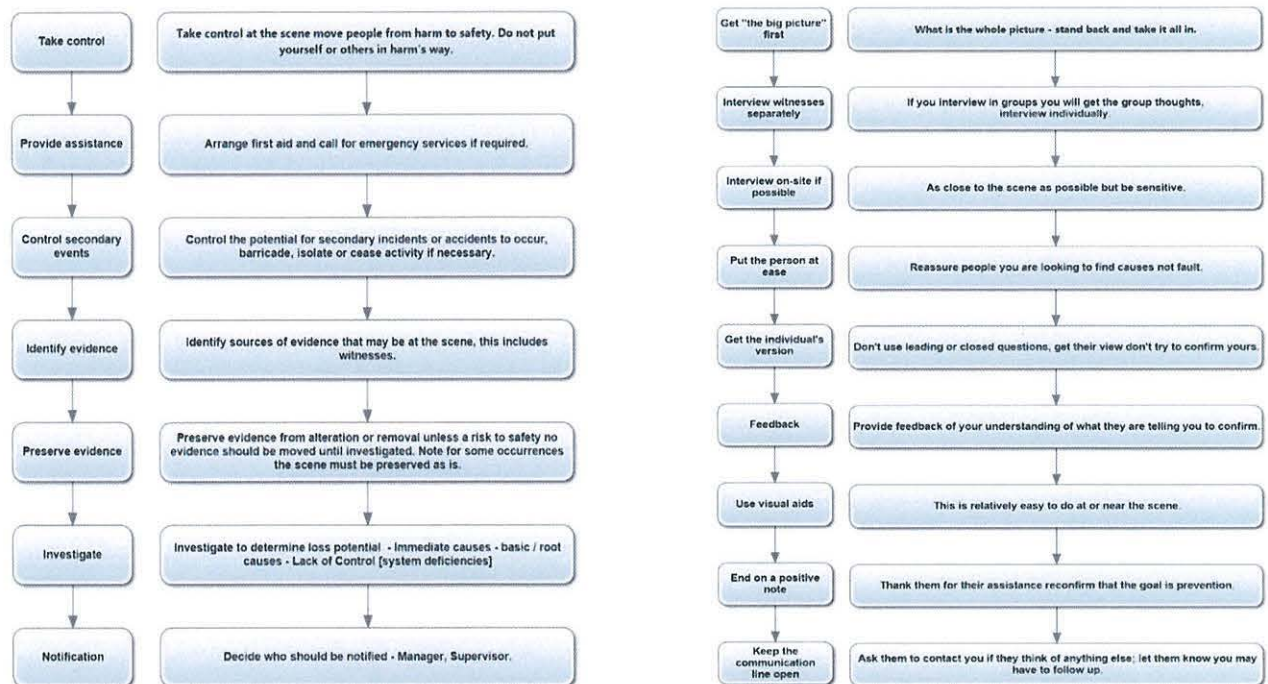 Take control
Take control at the scene move people from harm to safety. Do not put
yourself or others in harm's way.
Provide assistance
Arrange first aid and call for emergency services if required.
Control secondary
events
Control the potential for secondary incidents or accidents to occur,
barricade, isolate or cease activity if necessary.
Identify evidence
Identify sources of evidence that may be at the scene, this includes
witnesses.
Preserve evidence
Preserve evidence from alteration or removal unless a risk to safety no
evidence should be moved until investigated. Note for some occurrences
the scene must be preserved as is.
Investigate
Investigate to determine loss potential - Immediate causes - basic / root
causes - Lack of Control [system deficiencies]
Notification
Decide who should be notified - Manager, Supervisor.
Get "the big picture"
first
What is the whole picture - stand back and take it all in.
Interview witnesses
separately
If you interview in groups you will get the group thoughts,
interview individually.
Interview on-site if
possible
As close to the scene as possible but be sensitive.
Put the person at
ease
Reassure people you are looking to find causes not fault.
Get the individual's
version
Don't use leading or closed questions, get their view don't try to confirm yours.
Feedback
Provide feedback of your understanding of what they are telling you to confirm.
Use visual aids
This is relatively easy to do at or near the scene.
End on a positive
note
Thank them for their assistance reconfirm that the goal is prevention.
Keep the
communication
line open
Ask them to contact you if they think of anything else; let them know you may
have to follow up.